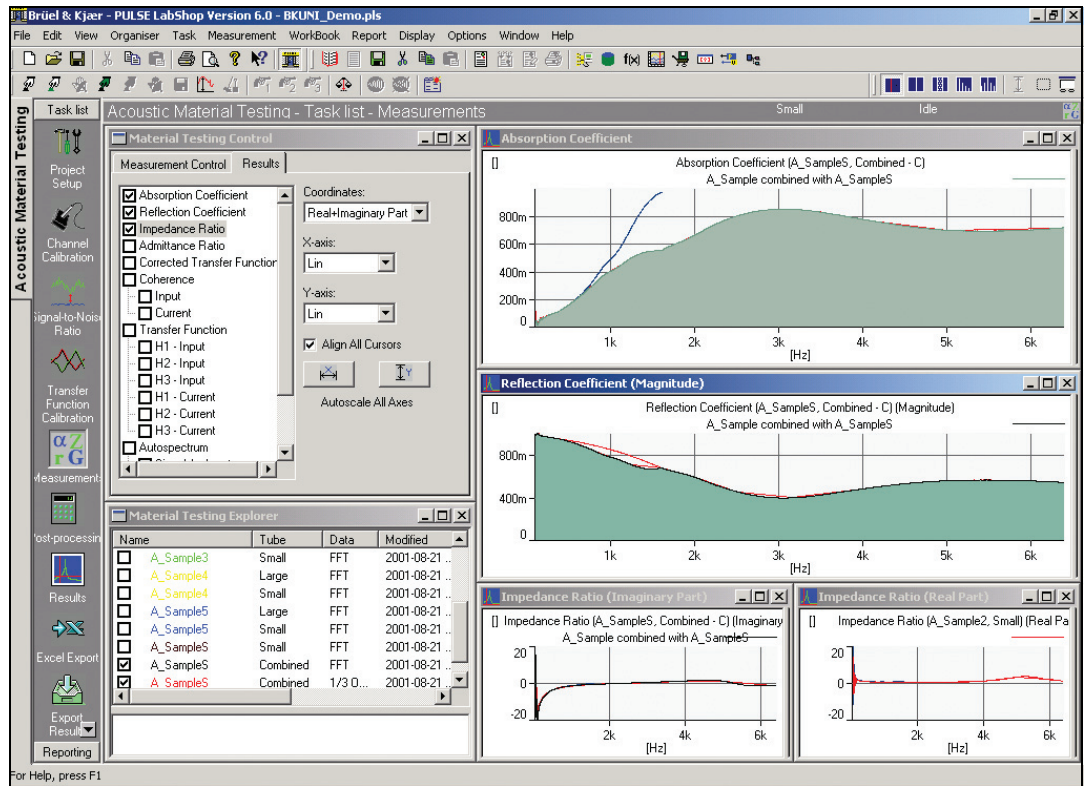 Brüel & Kjær - PULSE LabShop Version 6.0 - BKUNI_Demo.pls
File Edit View Organiser Task Measurement WorkBook Report Display Options Window Help
Acoustic Material Testing
Task list
Project
Setup
Channel
Calibration
Signal-to-Noise
Ratio
Transfer
Function
Calibration
α Z
r G
Measurements
Post-processin
Results
Excel Export
Export
Result
Reporting
Acoustic Material Testing - Task list - Measurements
Small
Idle
Material Testing Control
Measurement Control Results
Absorption Coefficient
Reflection Coefficient
Impedance Ratio
Admittance Ratio
Corrected Transfer Function
Coherence
Input
Current
Transfer Function
H1 - Input
H2 - Input
H3 - Input
H1 - Current
H2 - Current
H3 - Current
Autospectrum
Coordinates:
Real+Imaginary Part
X-axis:
Lin
Y-axis:
Lin
Align All Cursors
X Y
Autoscale All Axes
Material Testing Explorer
Name Tube Data Modified
A_Sample3 Small FFT 2001-08-21 ..
A_Sample4 Large FFT 2001-08-21 ..
A_Sample4 Small FFT 2001-08-21 ..
A_Sample5 Large FFT 2001-08-21 ..
A_Sample5 Small FFT 2001-08-21 ..
A_SampleS Small FFT 2001-08-21 ..
A_SampleS Combined FFT 2001-08-21 ..
A_SampleS Combined 1/3 O... 2001-08-21 ..
Absorption Coefficient
[] Absorption Coefficient (A_SampleS, Combined - C)
A_Sample combined with A_SampleS
800m
600m
400m
200m
0
1k 2k 3k 4k 5k 6k
[Hz]
Reflection Coefficient (Magnitude)
[] Reflection Coefficient (A_SampleS, Combined - C) (Magnitude)
A_Sample combined with A_SampleS
800m
400m
0
1k 2k 3k 4k 5k 6k
[Hz]
Impedance Ratio (Imaginary Part)
[] Impedance Ratio (A_SampleS, Combined - C) (Imaginary
A_Sample combined with A_SampleS
20
0
-20
2k 4k 6k
[Hz]
Impedance Ratio (Real Part)
[] Impedance Ratio (A_Sample2, Small) (Real Pa
20
0
-20
2k 4k 6k
[Hz]
For Help, press F1